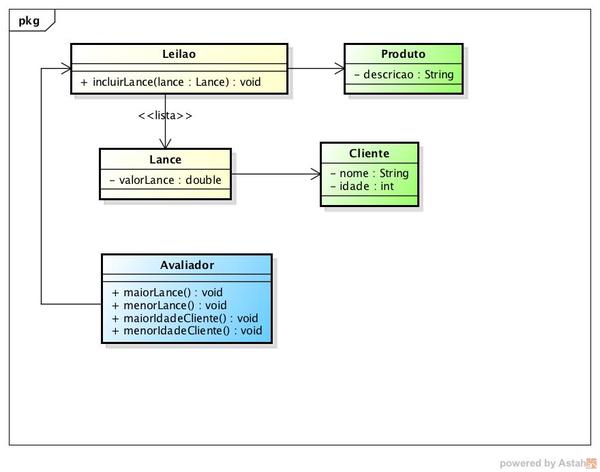 pkg
Leilao
+ incluirLance(lance : Lance) : void
Produto
- descricao : String
<<lista>>
Lance
- valorLance : double
Cliente
- nome : String
- idade : int
Avaliador
+ maiorLance() : void
+ menorLance() : void
+ maiorIdadeCliente() : void
+ menorIdadeCliente() : void
powered by Astah